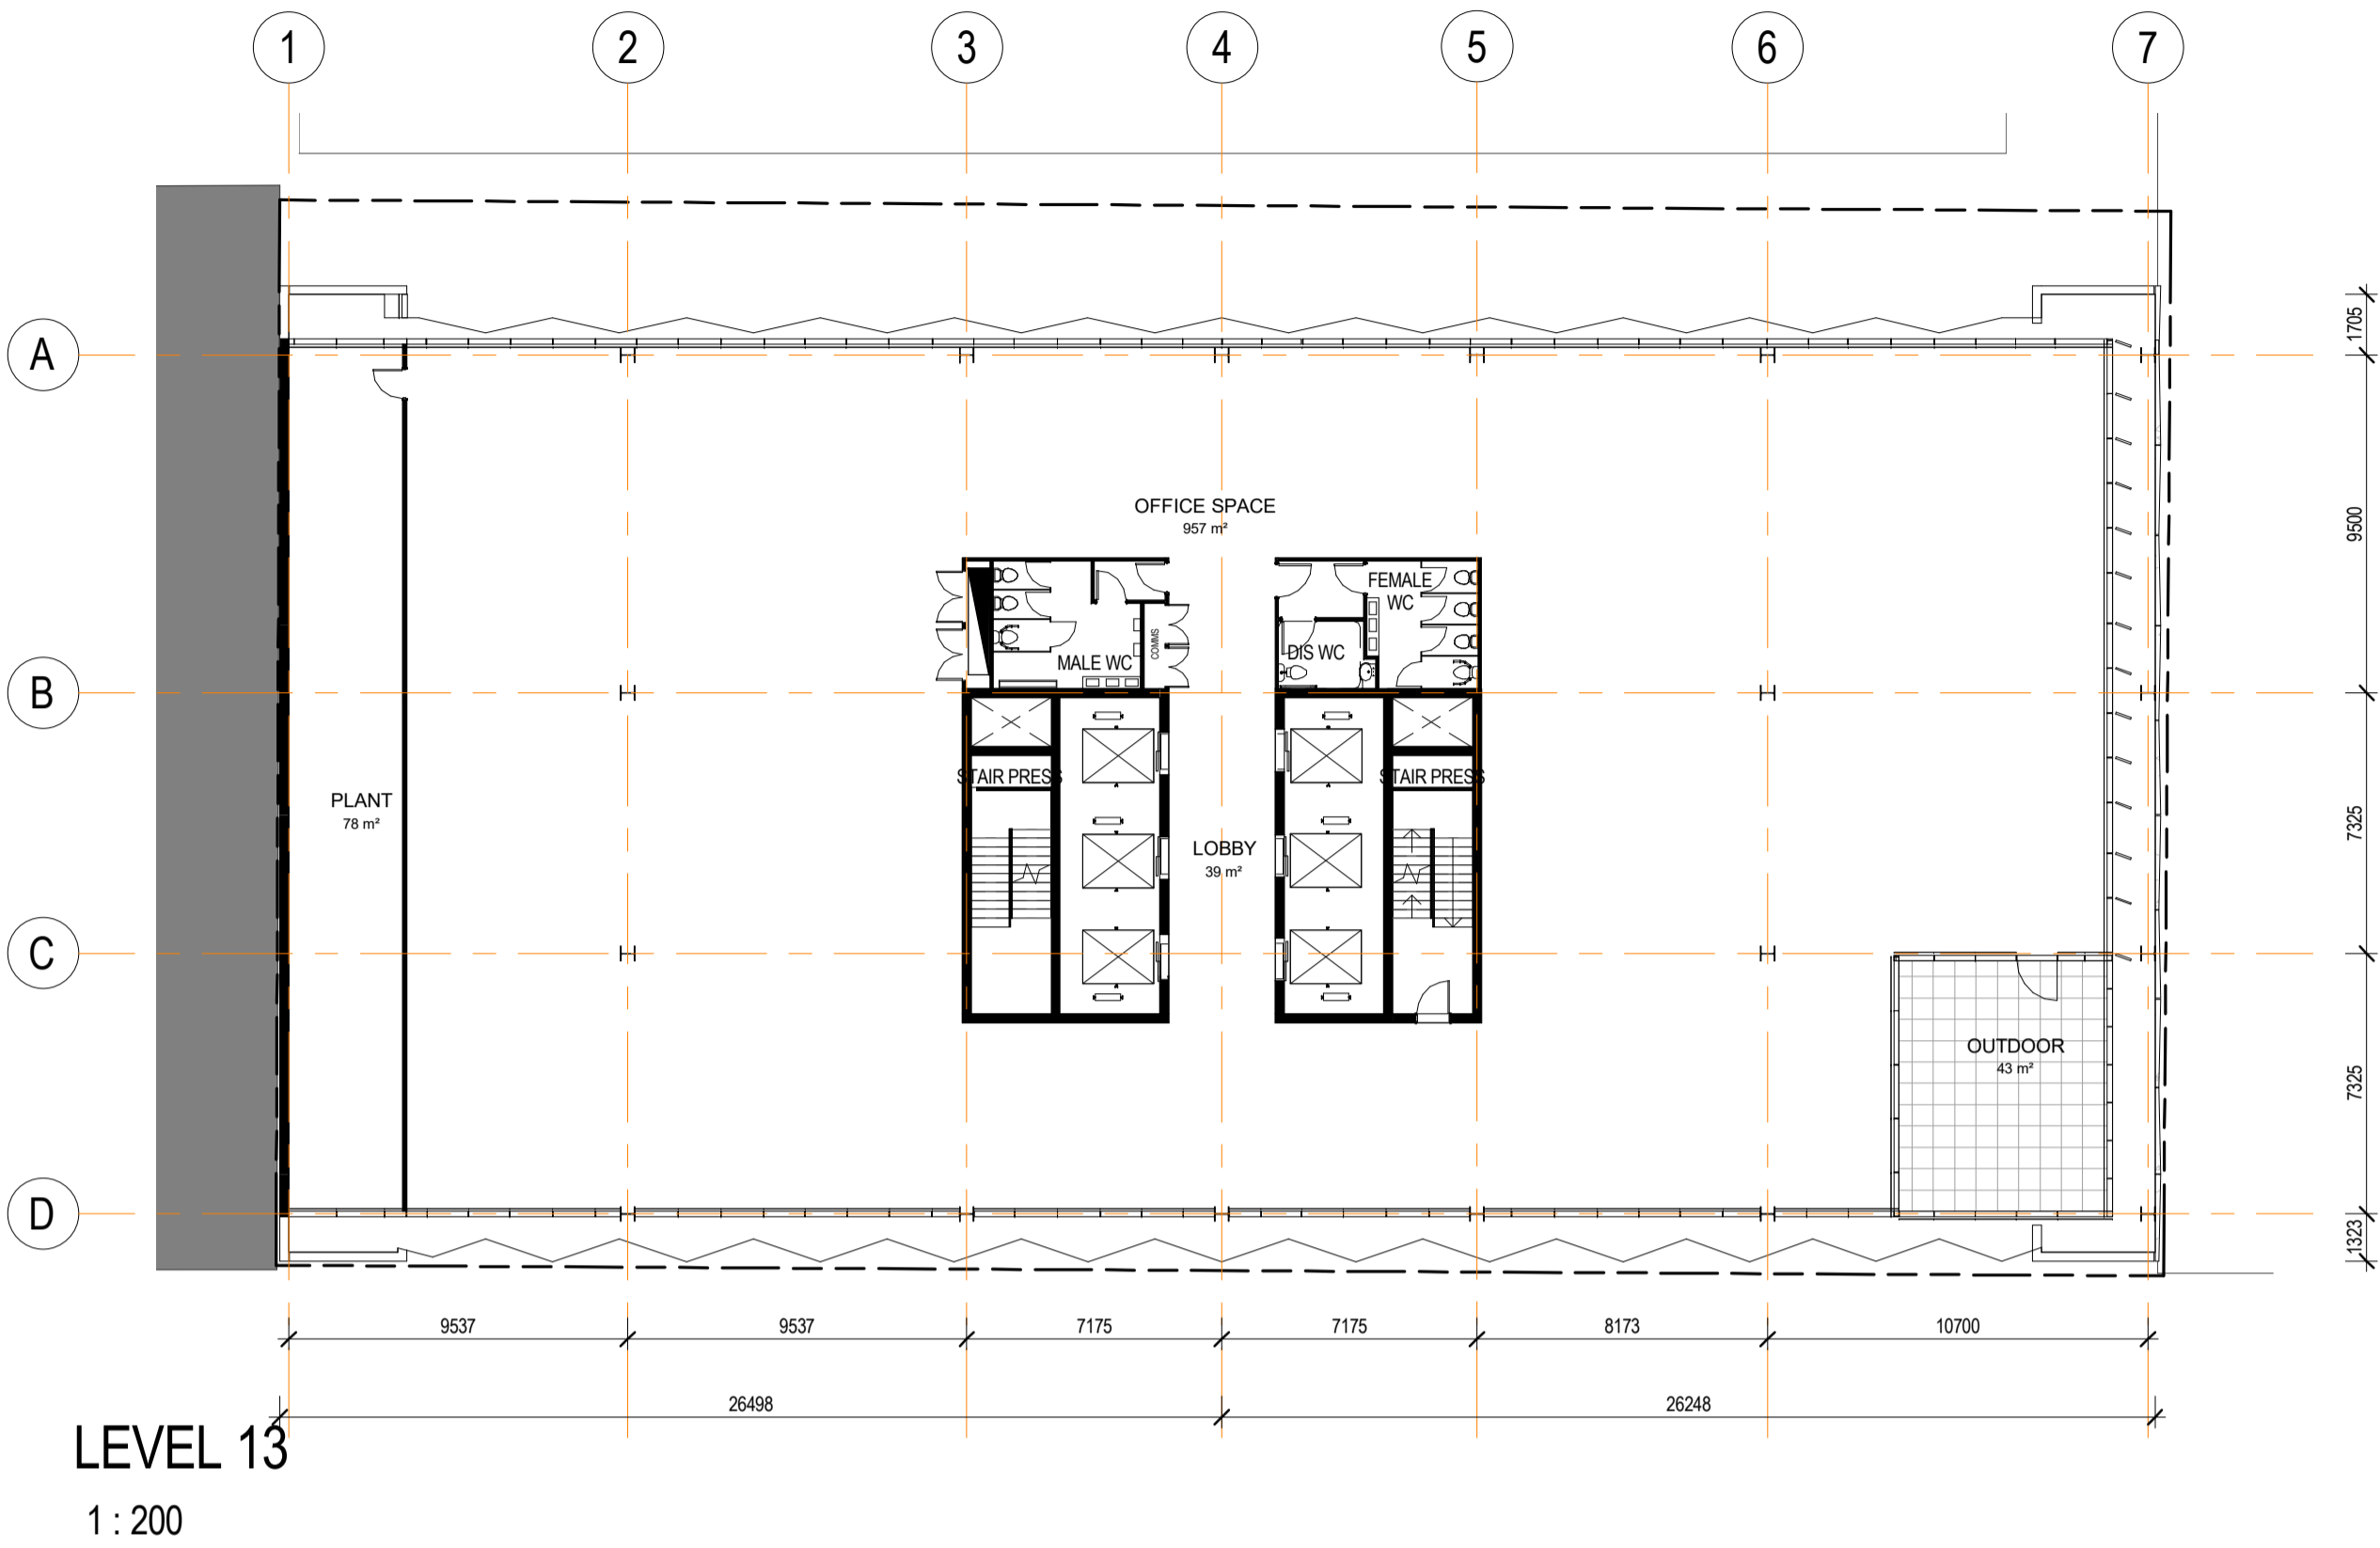 1 2 3 4 5 6 7
A
B
C
D
1705
9500
7325
7325
1323
OFFICE SPACE
957 m²
FEMALE
WC
COMMS
DIS WC
MALE WC
STAIR PRESS
STAIR PRESS
PLANT
78 m²
LOBBY
39 m²
OUTDOOR
43 m²
9537 9537 7175 7175 8173 10700
26498 26248
LEVEL 13
1 : 200